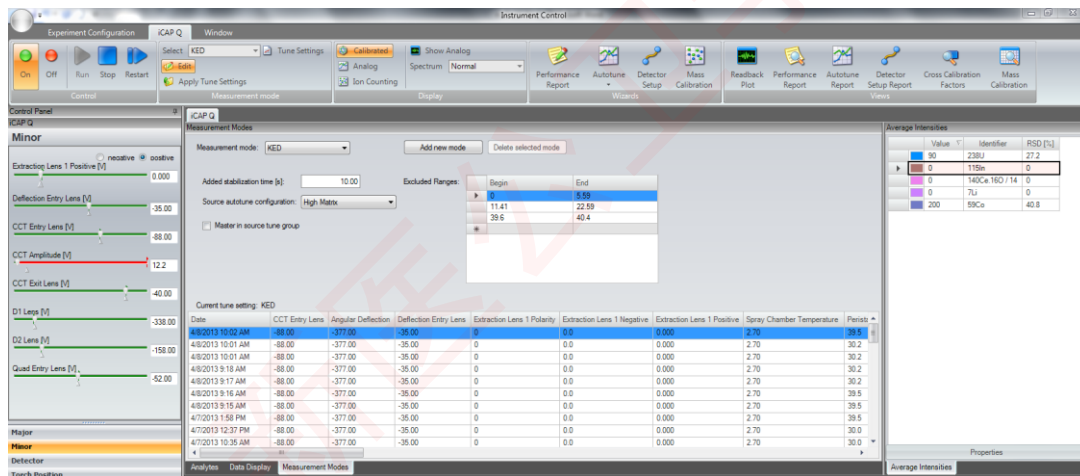 Instrument Control
Experiment Configuration iCAP Q Window
On Off Run Stop Restart
Control
Select KED Tune Settings
Edit
Apply Tune Settings
Measurement mode
Calibrated Show Analog
Analog Spectrum Normal
Ion Counting
Display
Performance Report Autotune Detector Setup Mass Calibration
Wizards
Readback Plot Performance Report Autotune Report Detector Setup Report Cross Calibration Factors Mass Calibration
Views
Control Panel
iCAP Q
Minor
negative positive
Extraction Lens 1 Positive [V]
0.000
Deflection Entry Lens [V]
-35.00
CCT Entry Lens [V]
-88.00
CCT Amplitude [V]
12.2
CCT Exit Lens [V]
-40.00
D1 Lens [V]
-338.00
D2 Lens [V]
-158.00
Quad Entry Lens [V]
-52.00
Major
Minor
Detector
Torch Position
iCAP Q
Measurement Modes
Measurement mode: KED Add new mode Delete selected mode
Added stabilization time [s]: 10.00 Excluded Ranges:
Source autotune configuration: High Matrix
Master in source tune group
Begin End
0 5.59
11.41 22.59
39.6 40.4
Current tune setting: KED
Date CCT Entry Lens Angular Deflection Deflection Entry Lens Extraction Lens 1 Polarity Extraction Lens 1 Negative Extraction Lens 1 Positive Spray Chamber Temperature Perist
4/8/2013 10:02 AM -88.00 -377.00 -35.00 0 0.0 0.000 2.70 39.5
4/8/2013 10:01 AM -88.00 -377.00 -35.00 0 0.0 0.000 2.70 30.2
4/8/2013 10:01 AM -88.00 -377.00 -35.00 0 0.0 0.000 2.70 30.2
4/8/2013 9:18 AM -88.00 -377.00 -35.00 0 0.0 0.000 2.70 30.2
4/8/2013 9:17 AM -88.00 -377.00 -35.00 0 0.0 0.000 2.70 30.2
4/8/2013 9:16 AM -88.00 -377.00 -35.00 0 0.0 0.000 2.70 39.5
4/8/2013 9:15 AM -88.00 -377.00 -35.00 0 0.0 0.000 2.70 39.5
4/7/2013 1:58 PM -88.00 -377.00 -35.00 0 0.0 0.000 2.70 39.5
4/7/2013 12:37 PM -88.00 -377.00 -35.00 0 0.0 0.000 2.70 30.0
4/7/2013 10:35 AM -88.00 -377.00 -35.00 0 0.0 0.000 2.70 30.0
Analytes Data Display Measurement Modes
Average Intensities
Value Identifier RSD [%]
90 238U 27.2
0 115In 0
0 140Ce.16O / 14 0
0 7Li 0
200 59Co 40.8
Properties
Average Intensities